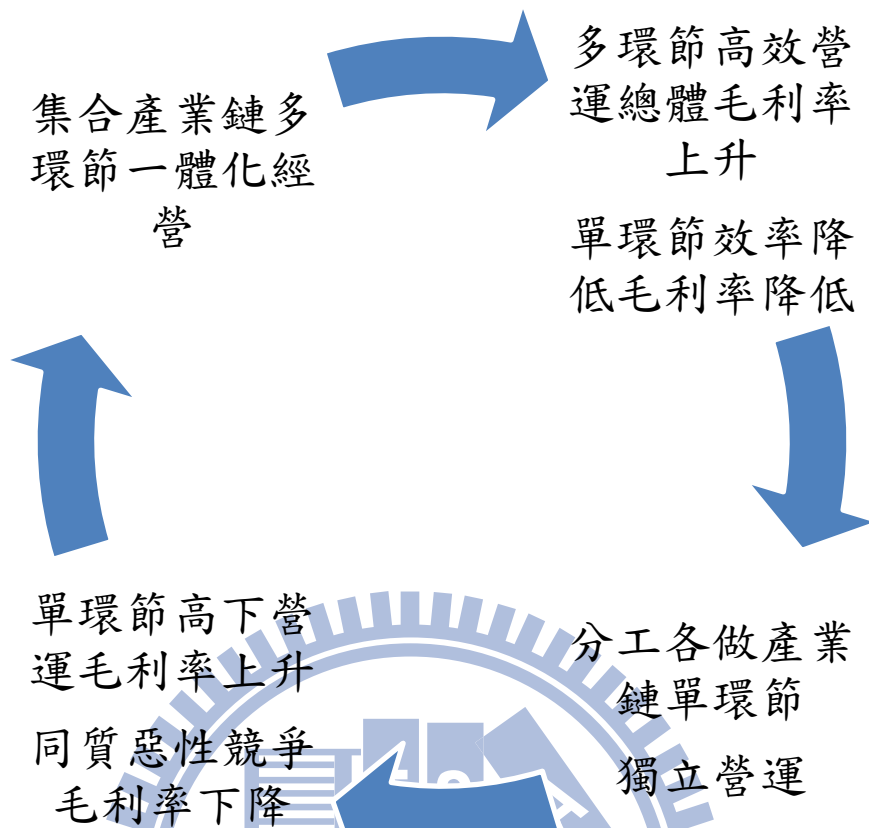 集合產業鏈多
環節一體化經
營
多環節高效營
運總體毛利率
上升
單環節效率降
低毛利率降低
分工各做產業
鏈單環節
獨立營運
單環節高下營
運毛利率上升
同質惡性競爭
毛利率下降